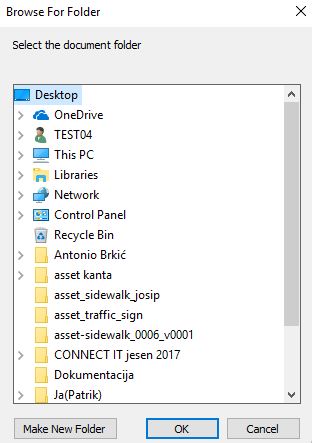 Browse For Folder
Select the document folder
Desktop
OneDrive
TEST04
This PC
Libraries
Network
Control Panel
Recycle Bin
Antonio Brkić
asset kanta
asset_sidewalk_josip
asset_traffic_sign
asset-sidewalk_0006_v0001
CONNECT IT jesen 2017
Dokumentacija
Ja(Patrik)
Make New Folder OK Cancel